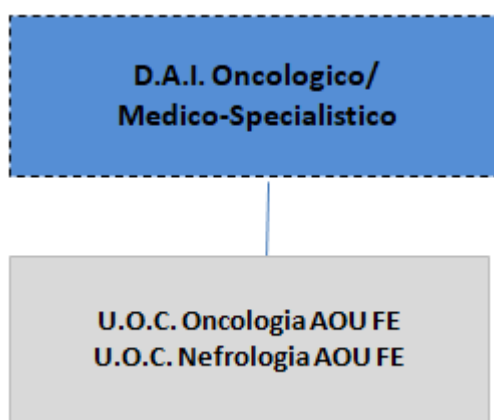 D.A.I. Oncologico/
Medico-Specialistico
U.O.C. Oncologia AOU FE
U.O.C. Nefrologia AOU FE